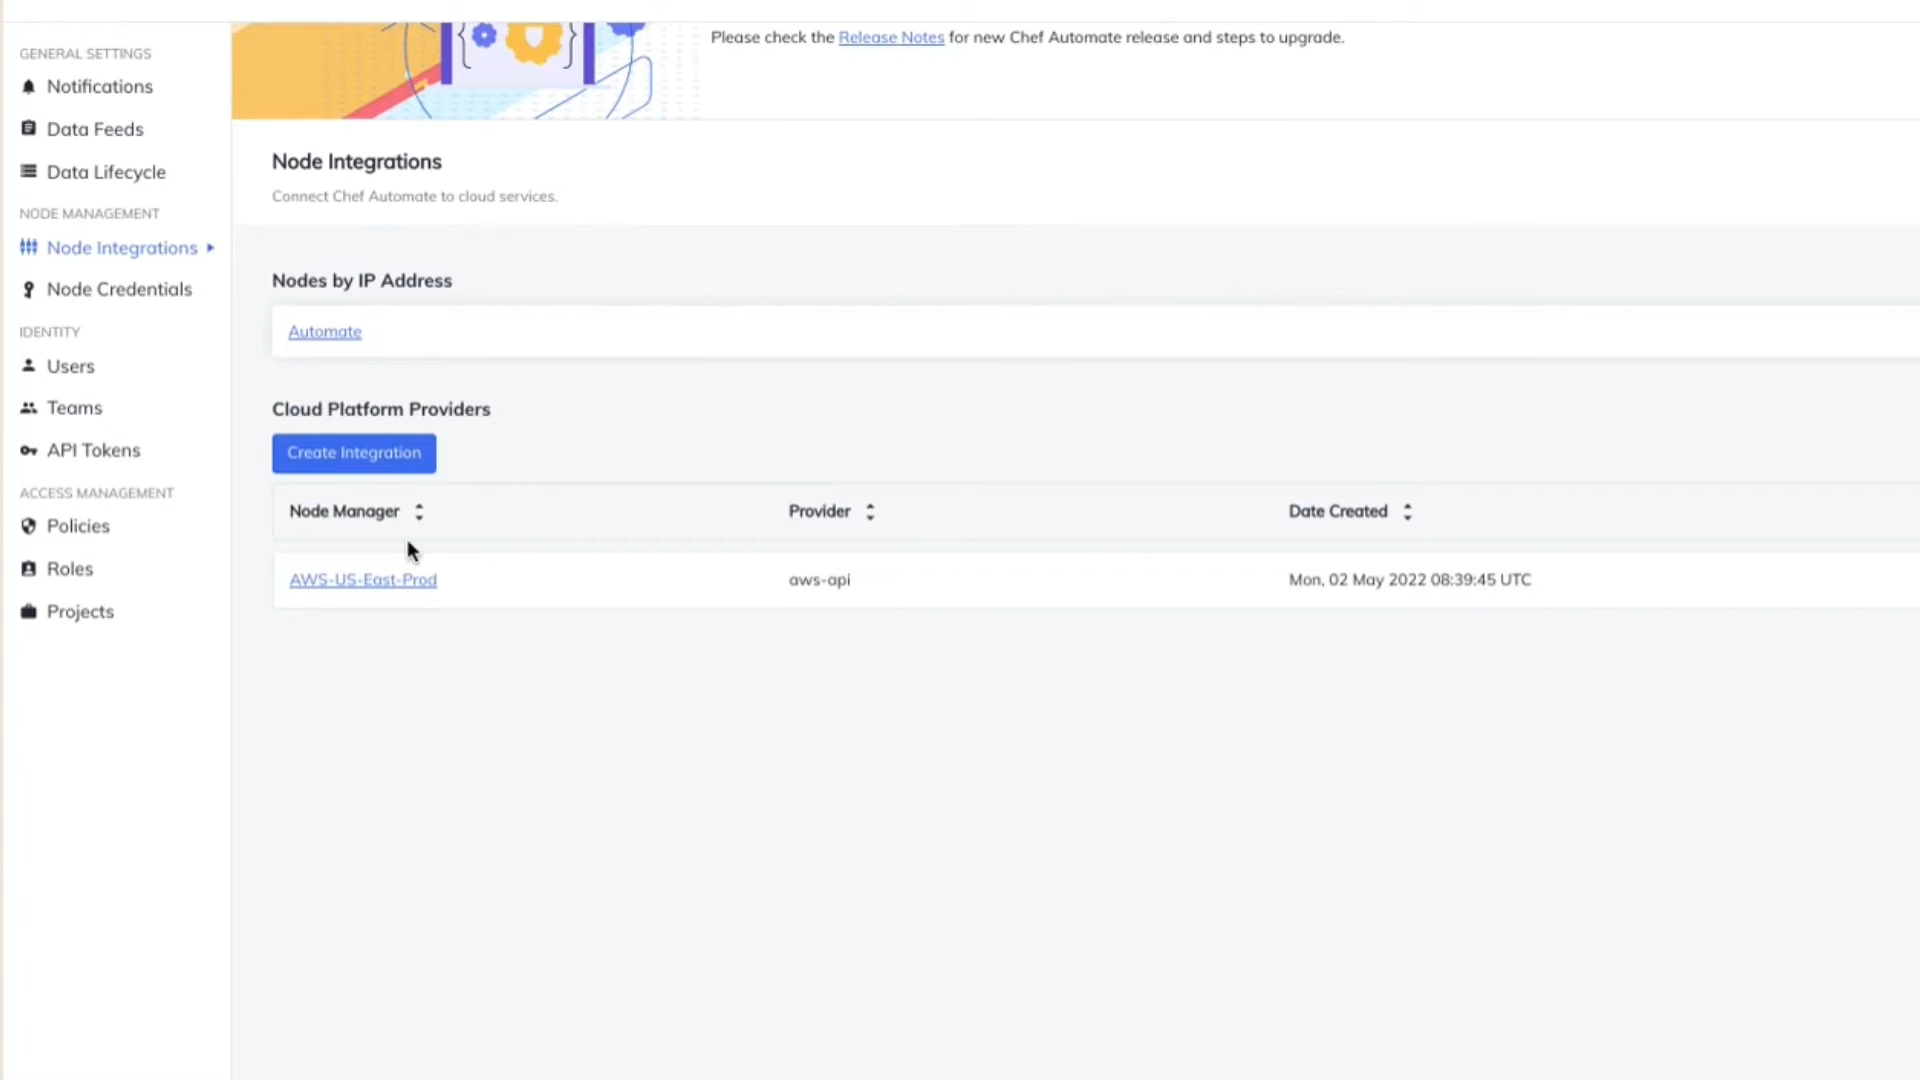 GENERAL SETTINGS
Notifications
Data Feeds
Data Lifecycle
NODE MANAGEMENT
Node Integrations
Node Credentials
IDENTITY
Users
Teams
API Tokens
ACCESS MANAGEMENT
Policies
Roles
Projects
Please check the Release Notes for new Chef Automate release and steps to upgrade.
Node Integrations
Connect Chef Automate to cloud services.
Nodes by IP Address
Automate
Cloud Platform Providers
Create Integration
Node Manager Provider Date Created
AWS-US-East-Prod aws-api Mon, 02 May 2022 08:39:45 UTC